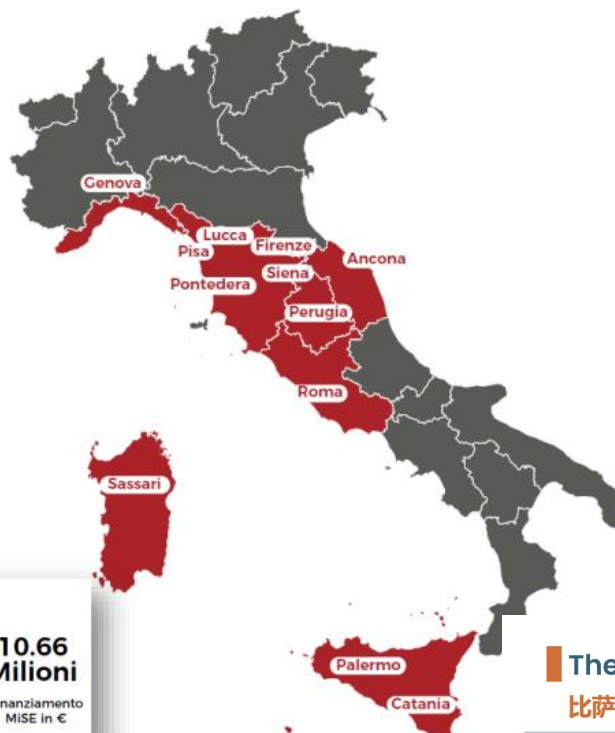 Genova
Lucca
Pisa
Firenze
Ancona
Siena
Pontedera
Perugia
Roma
Sassari
10.66
Milioni
MiSE in €
Palermo
Catania
The
比萨